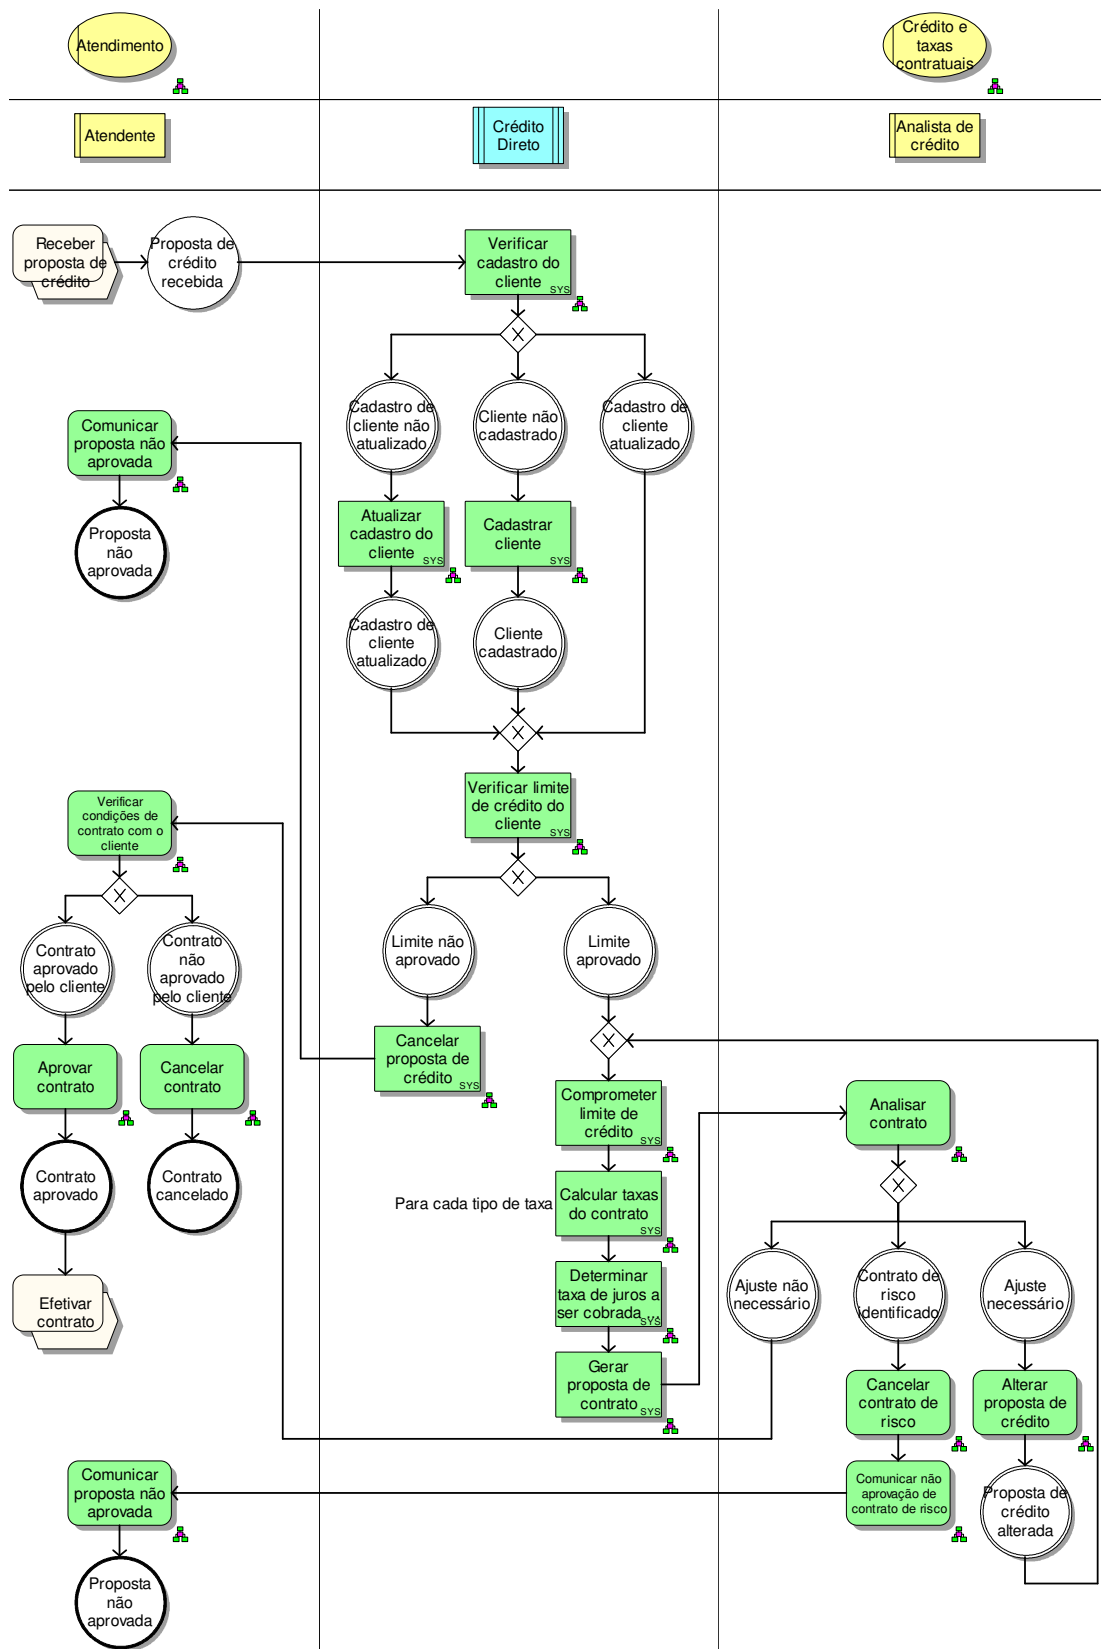 Atendimento
Crédito e
taxas
contratuais
Atendente
Crédito
Direto
Analista de
crédito
Receber
proposta de
crédito
Proposta de
crédito
recebida
Verificar
cadastro do
cliente
SYS
X
Cadastro de
cliente não
atualizado
Cliente não
cadastrado
Cadastro de
cliente
atualizado
Comunicar
proposta não
aprovada
Proposta
não
aprovada
Atualizar
cadastro do
cliente
SYS
Cadastrar
cliente
SYS
Cadastro de
cliente
atualizado
Cliente
cadastrado
X
Verificar limite
de crédito do
cliente
SYS
X
Verificar
condições de
contrato com o
cliente
X
Contrato
aprovado
pelo cliente
Contrato
não
aprovado
pelo cliente
Limite não
aprovado
Limite
aprovado
Aprovar
contrato
Cancelar
contrato
Cancelar
proposta de
crédito
SYS
X
Comprometer
limite de
crédito
SYS
Analisar
contrato
X
Contrato
aprovado
Contrato
cancelado
Para cada tipo de taxa
Calcular taxas
do contrato
SYS
Efetivar
contrato
Determinar
taxa de juros a
ser cobrada
SYS
Ajuste não
necessário
Contrato de
risco
identificado
Ajuste
necessário
Gerar
proposta de
contrato
SYS
Cancelar
contrato de
risco
Alterar
proposta de
crédito
Comunicar
proposta não
aprovada
Comunicar não
aprovação de
contrato de risco
Proposta de
crédito
alterada
Proposta
não
aprovada